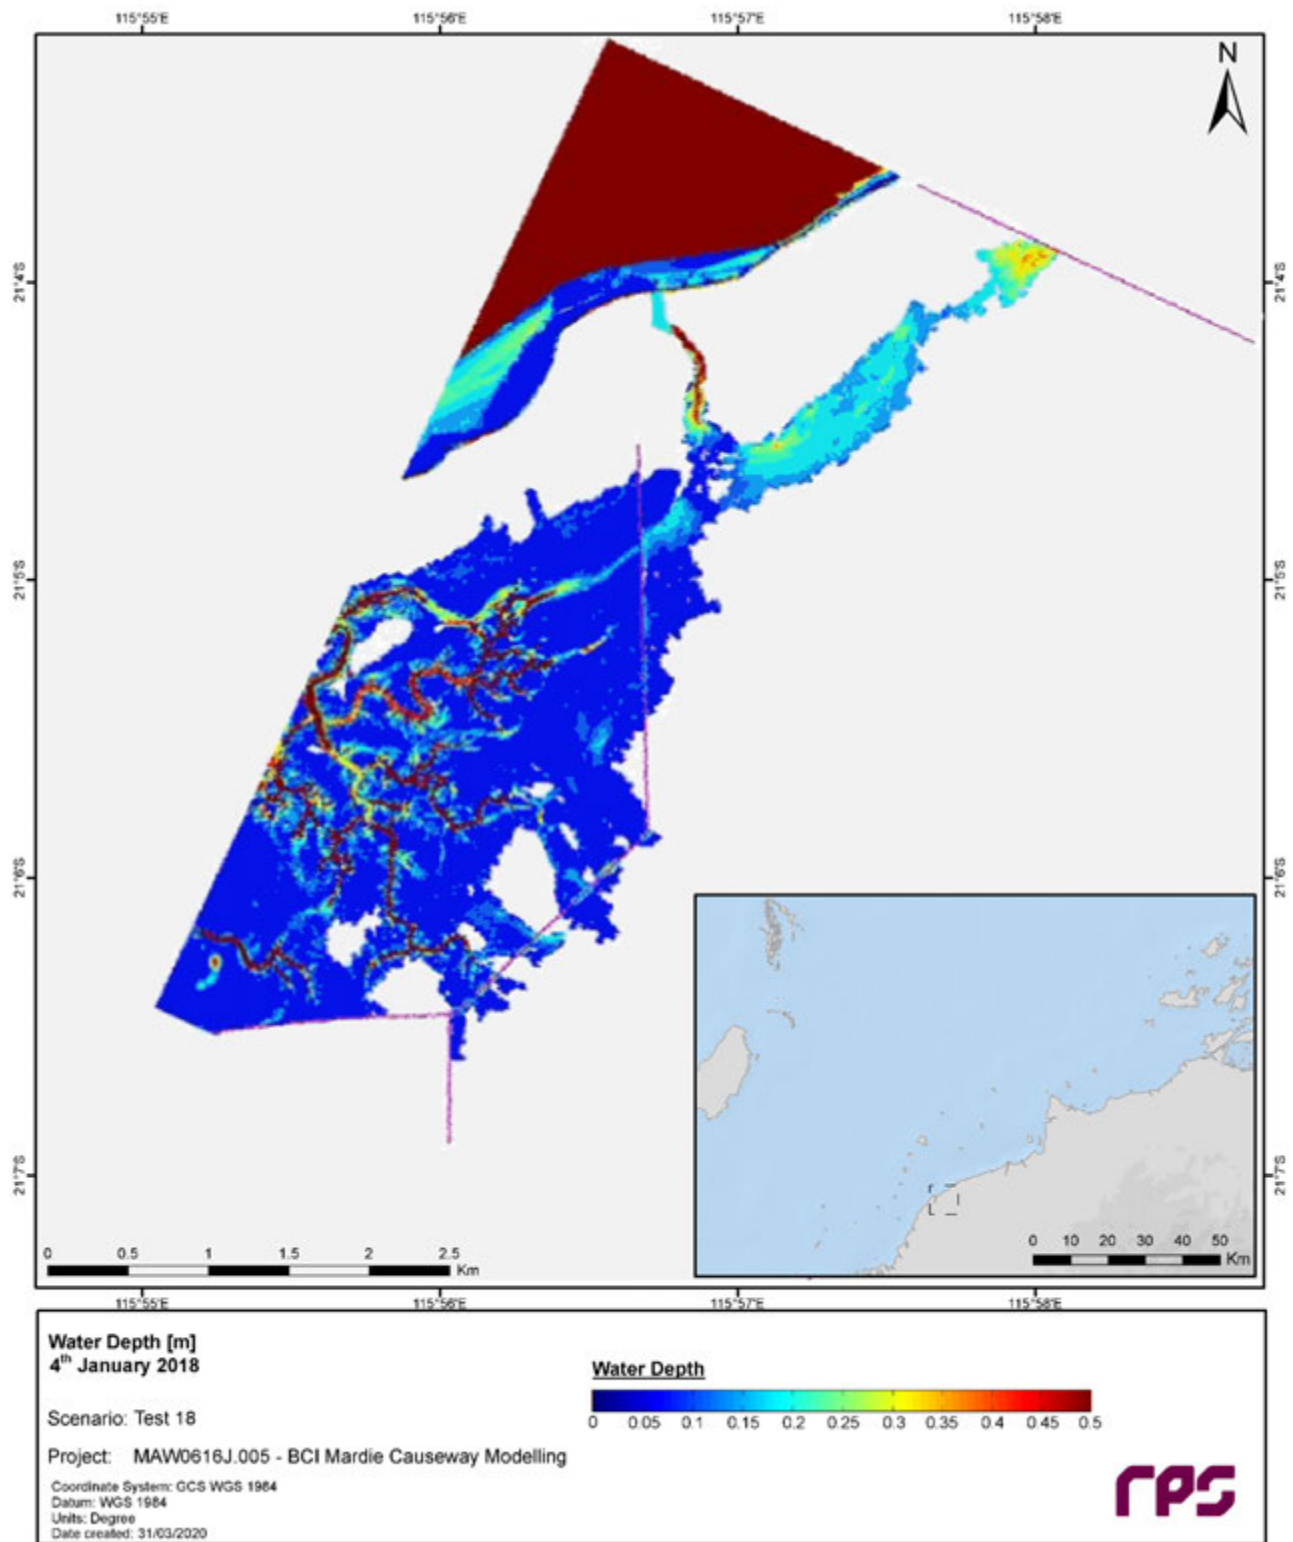 115°55'E 115°56'E 115°57'E 115°58'E
N
21°4'S 21°4'S
21°5'S 21°5'S
21°6'S 21°6'S
21°7'S 21°7'S
0 0.5 1 1.5 2 2.5
Km
0 10 20 30 40 50
Km
115°55'E 115°56'E 115°57'E 115°58'E
Water Depth [m]
4th January 2018
Scenario: Test 18
Project: MAW0616J.005 - BCI Mardie Causeway Modelling
Coordinate System: GCS WGS 1984
Datum: WGS 1984
Units: Degree
Date created: 31/03/2020
Water Depth
0 0.05 0.1 0.15 0.2 0.25 0.3 0.35 0.4 0.45 0.5
rps